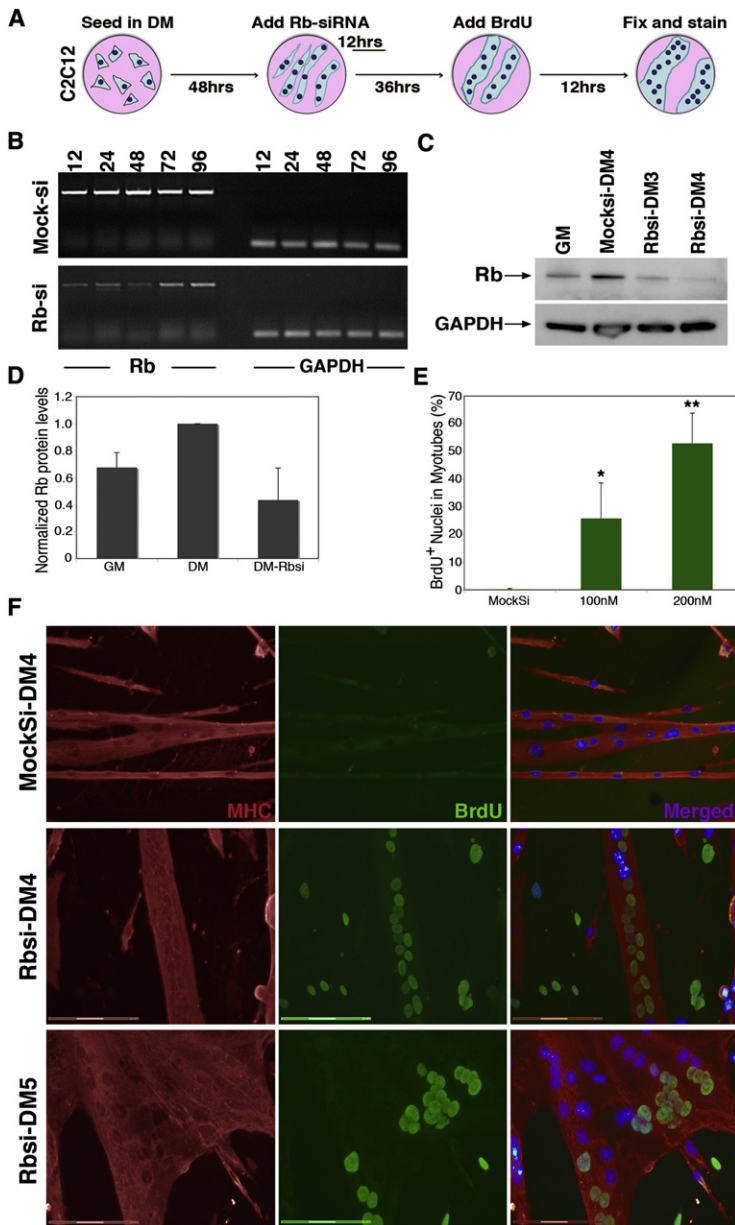 A
Seed in DM
Add Rb-siRNA
Add BrdU
Fix and stain
C2C12
12hrs
48hrs
36hrs
12hrs
B
12 24 48 72 96 12 24 48 72 96
Mock-si
Rb-si
Rb
GAPDH
C
GM
Mocksi-DM4
Rbsi-DM3
Rbsi-DM4
Rb
GAPDH
D
Normalized Rb protein levels
1.2
1.0
0.8
0.6
0.4
0.2
0
GM DM DM-Rbsi
E
BrdU+ Nuclei in Myotubes (%)
70
60
50
40
30
20
10
0
*
**
MockSi 100nM 200nM
F
MockSi-DM4
MHC
BrdU
Merged
Rbsi-DM4
Rbsi-DM5